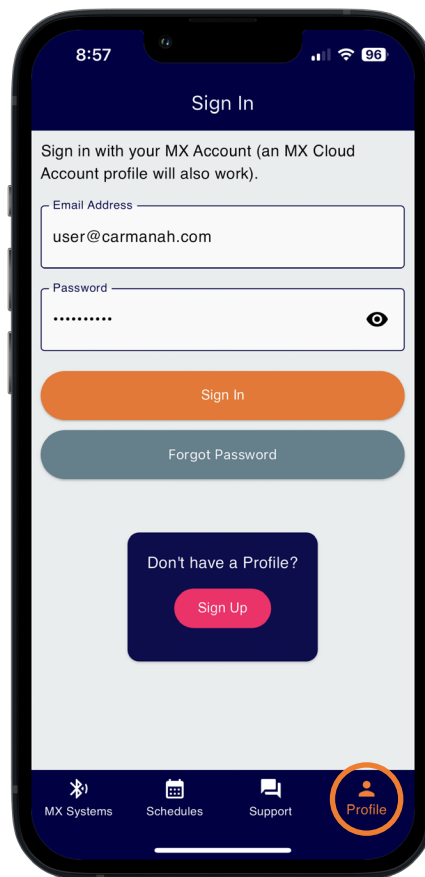 8:57
96
Sign In
Sign in with your MX Account (an MX Cloud
Account profile will also work).
Email Address
user@carmanah.com
Password
••••••••••
Sign In
Forgot Password
Don't have a Profile?
Sign Up
MX Systems Schedules Support Profile